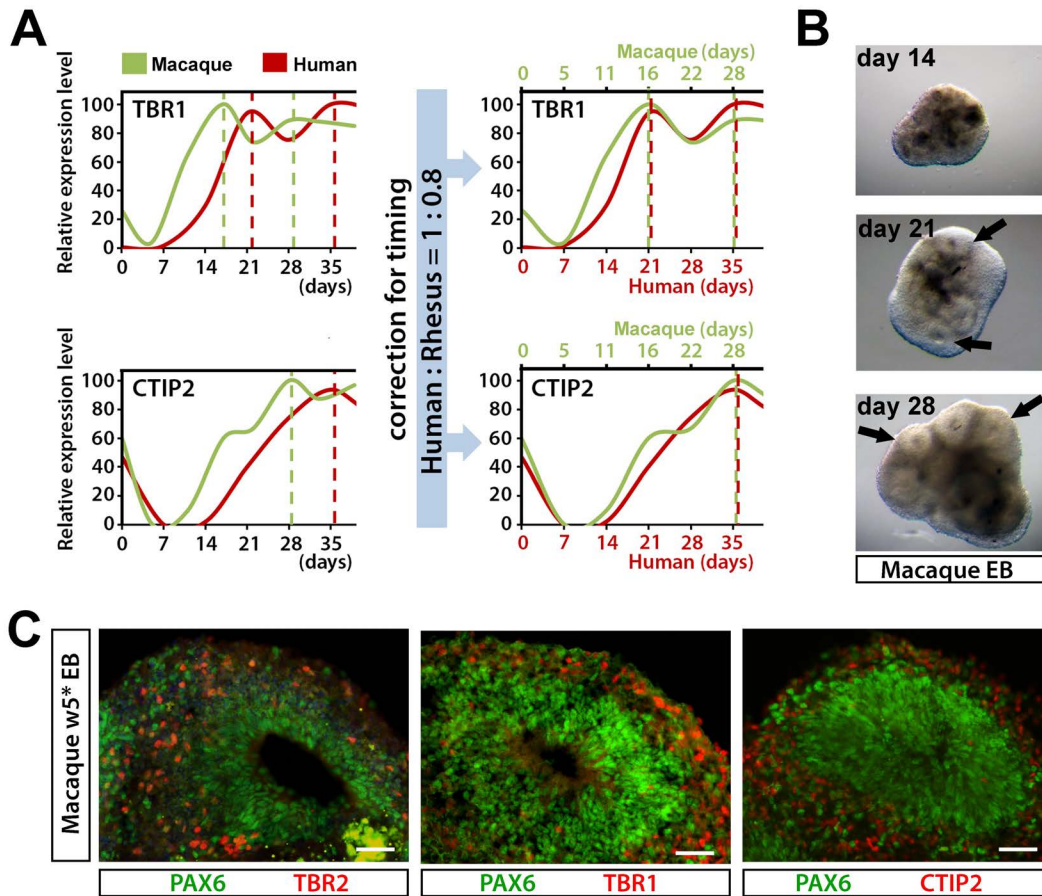 A
Macaque
Human
Relative expression level
TBR1
100
80
60
40
20
0
0 7 14 21 28 35
(days)
Relative expression level
CTIP2
100
80
60
40
20
0
0 7 14 21 28 35
(days)
correction for timing
Human : Rhesus = 1 : 0.8
Macaque (days)
0 5 11 16 22 28
TBR1
100
80
60
40
20
0
0 7 14 21 28 35
Human (days)
Macaque (days)
0 5 11 16 22 28
CTIP2
100
80
60
40
20
0
0 7 14 21 28 35
Human (days)
B
day 14
day 21
day 28
Macaque EB
C
Macaque w5* EB
PAX6 TBR2
PAX6 TBR1
PAX6 CTIP2